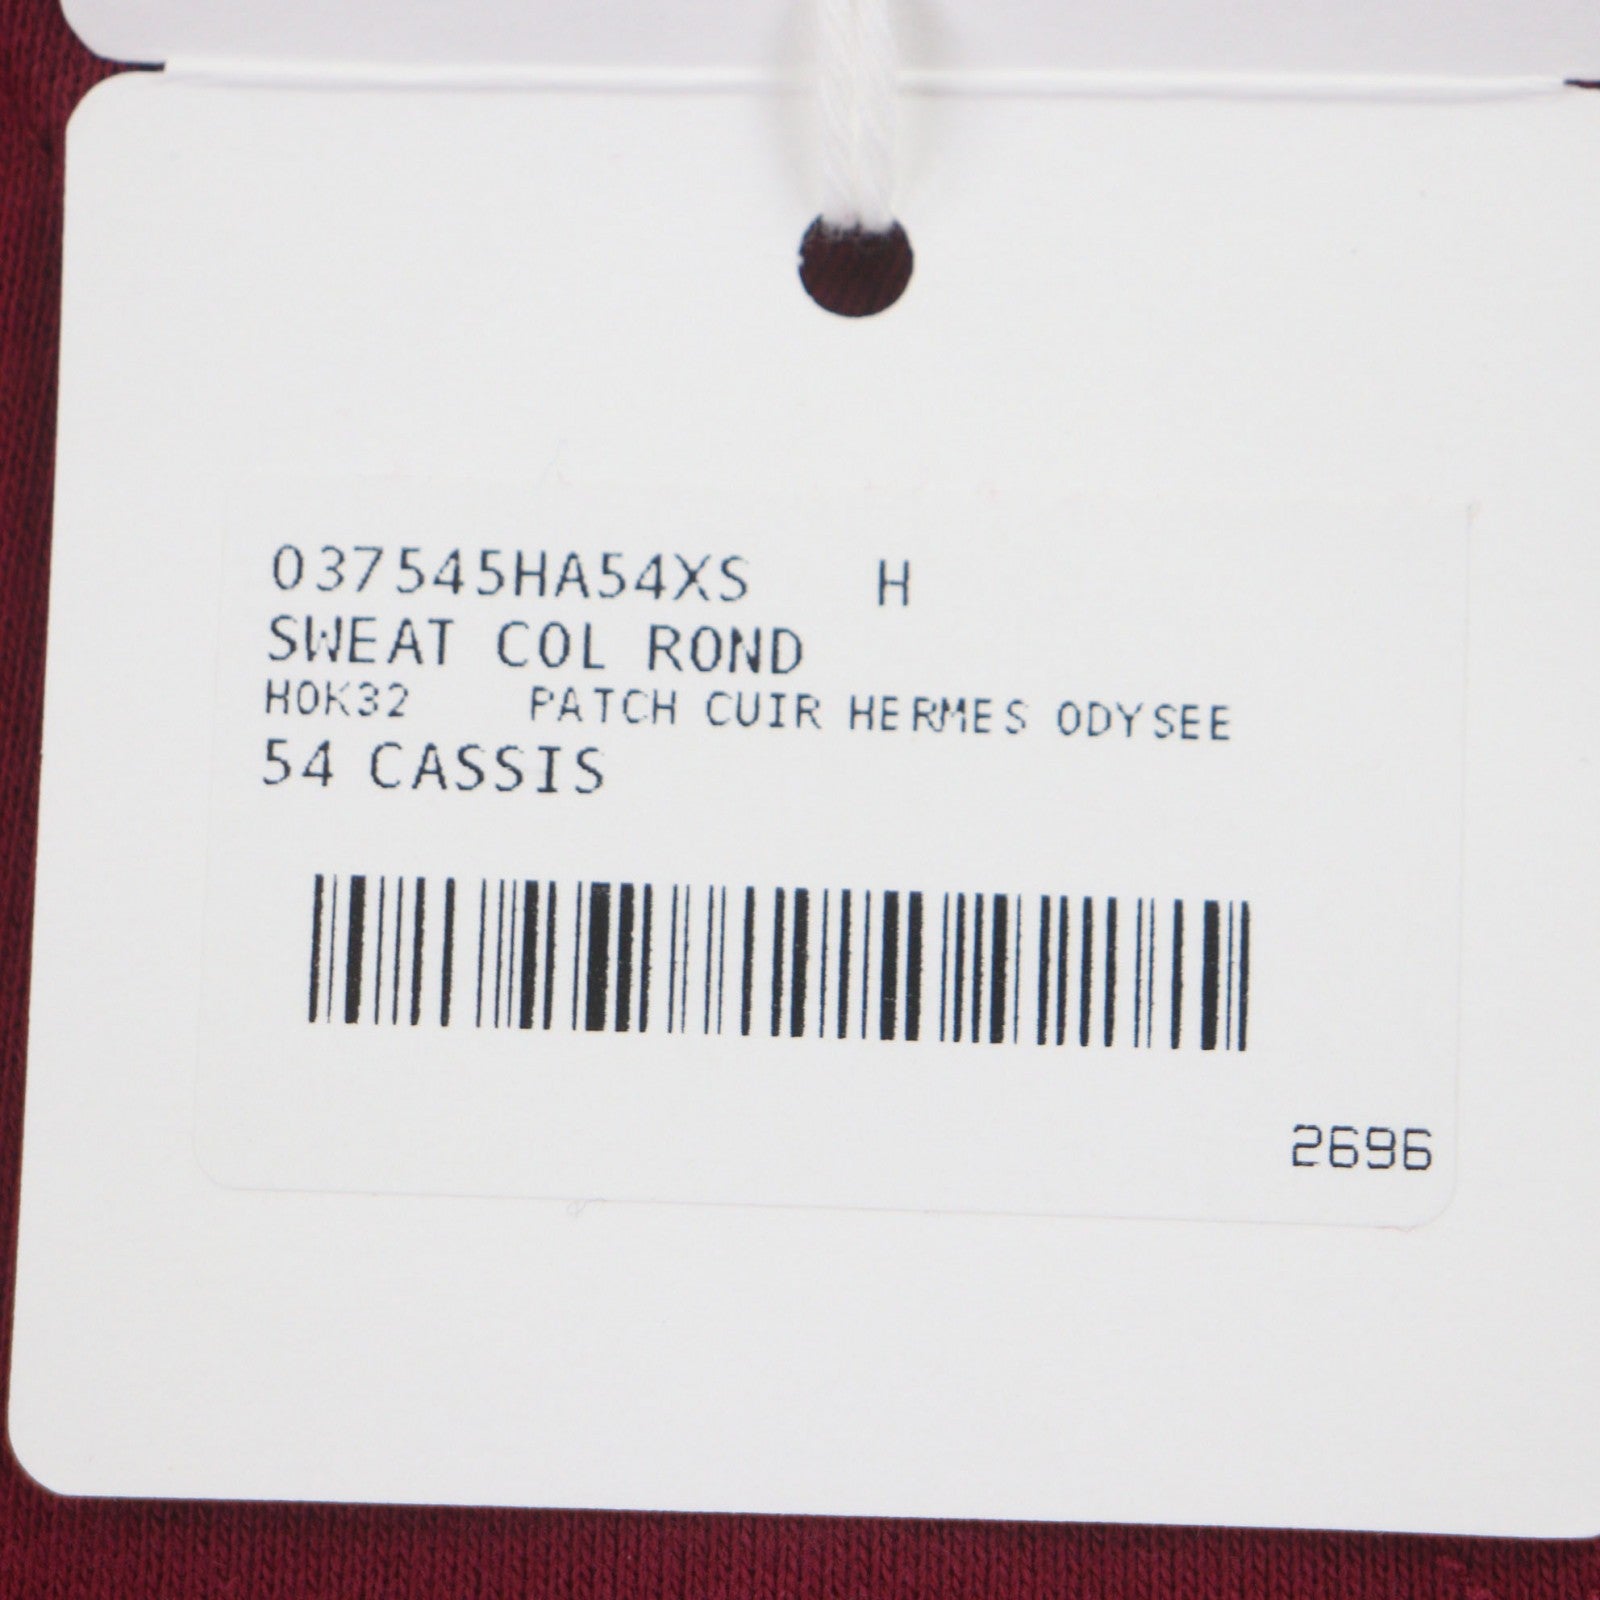 037545HA54XS H
SWEAT COL ROND
H0K32 PATCH CUIR HERMES ODYSEE
54 CASSIS
2696